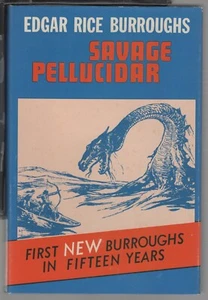 EDGAR RICE BURROUGHS
SAVAGE
PELLUCIDAR
FIRST NEW BURROUGHS
IN FIFTEEN YEARS